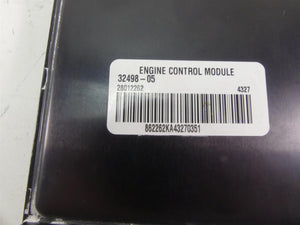 ENGINE CONTROL MODULE
32498-05
28012262 4327
862262KA43270351